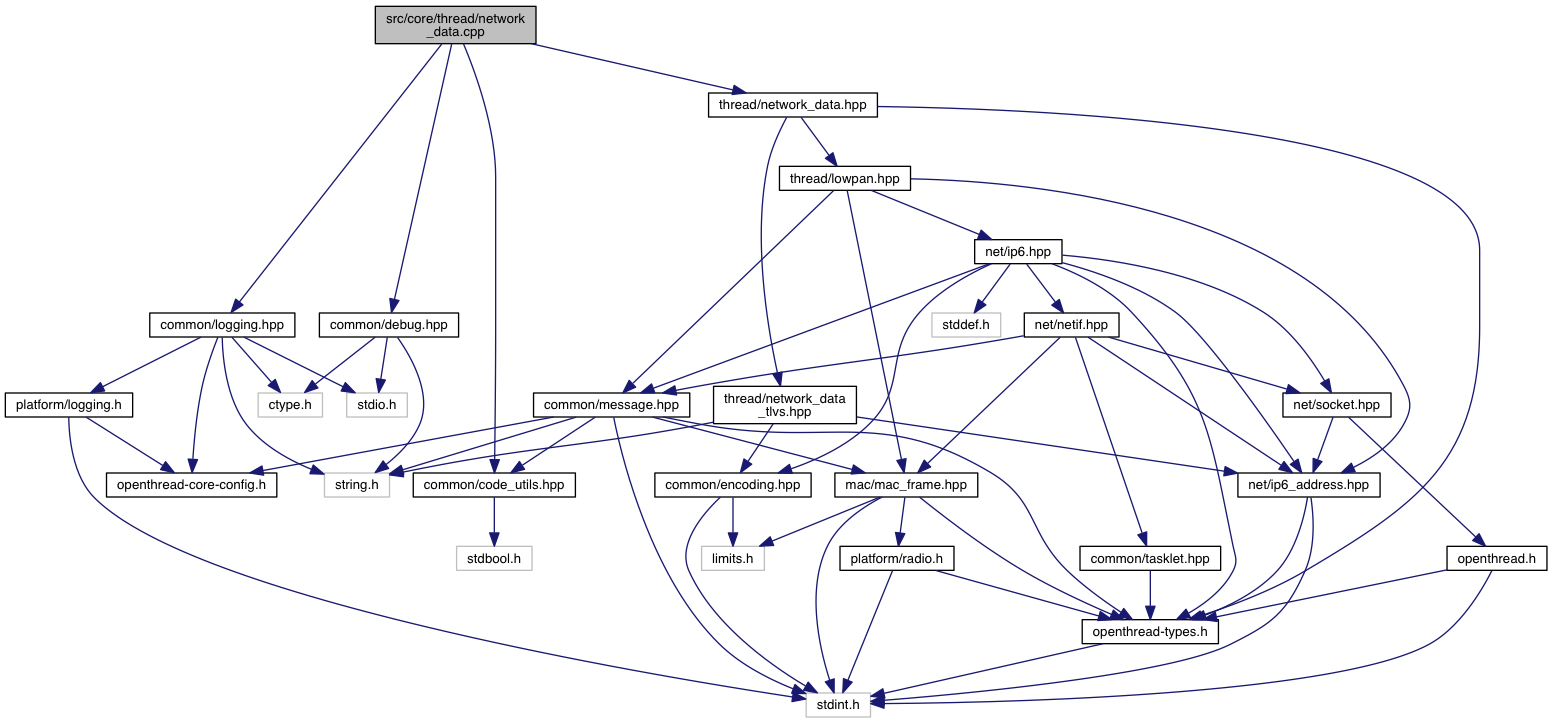 src/core/thread/network
_data.cpp
thread/network_data.hpp
thread/lowpan.hpp
net/ip6.hpp
common/logging.hpp
common/debug.hpp
stddef.h
net/netif.hpp
platform/logging.h
ctype.h
stdio.h
common/message.hpp
thread/network_data
_tlvs.hpp
net/socket.hpp
openthread-core-config.h
string.h
common/code_utils.hpp
common/encoding.hpp
mac/mac_frame.hpp
net/ip6_address.hpp
stdbool.h
limits.h
platform/radio.h
common/tasklet.hpp
openthread.h
openthread-types.h
stdint.h